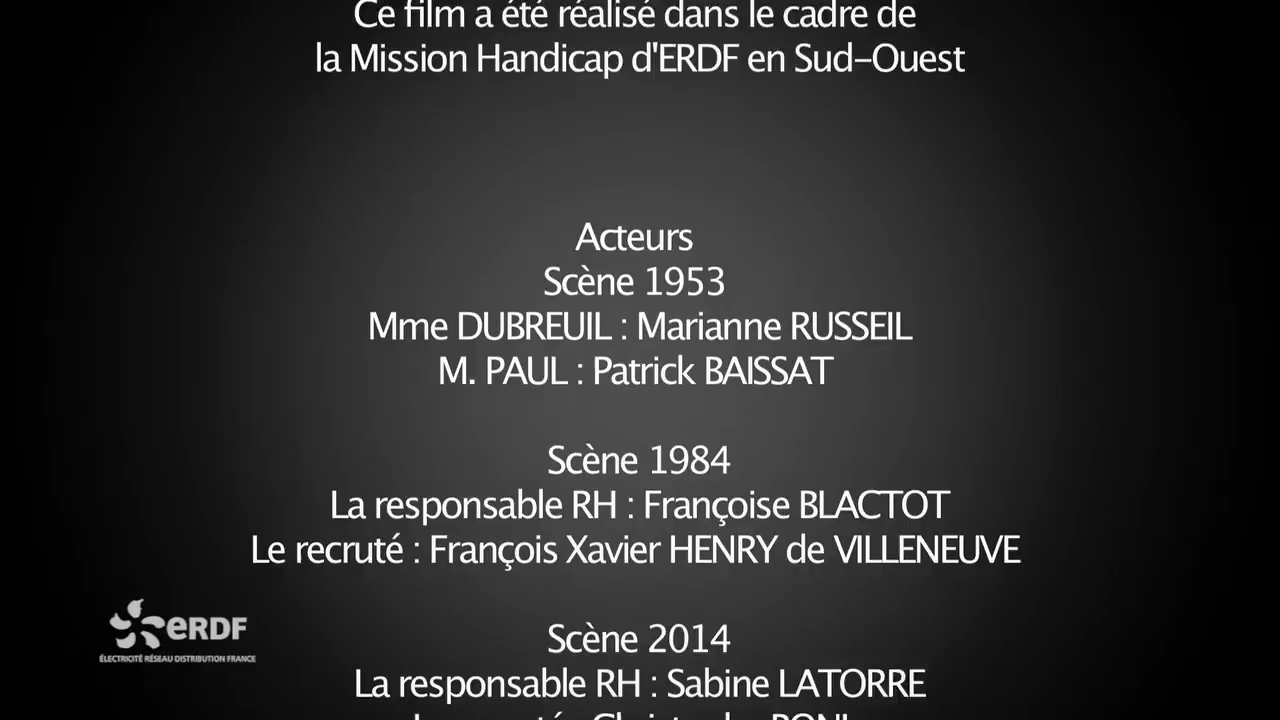 Ce film a été réalisé dans le cadre de
la Mission Handicap d'ERDF en Sud-Ouest
Acteurs
Scène 1953
Mme DUBREUIL : Marianne RUSSEIL
M. PAUL : Patrick BAISSAT
Scène 1984
La responsable RH : Françoise BLACTOT
Le recruté : François Xavier HENRY de VILLENEUVE
eRDF
ÉLECTRICITÉ RÉSEAU DISTRIBUTION FRANCE
Scène 2014
La responsable RH : Sabine LATORRE